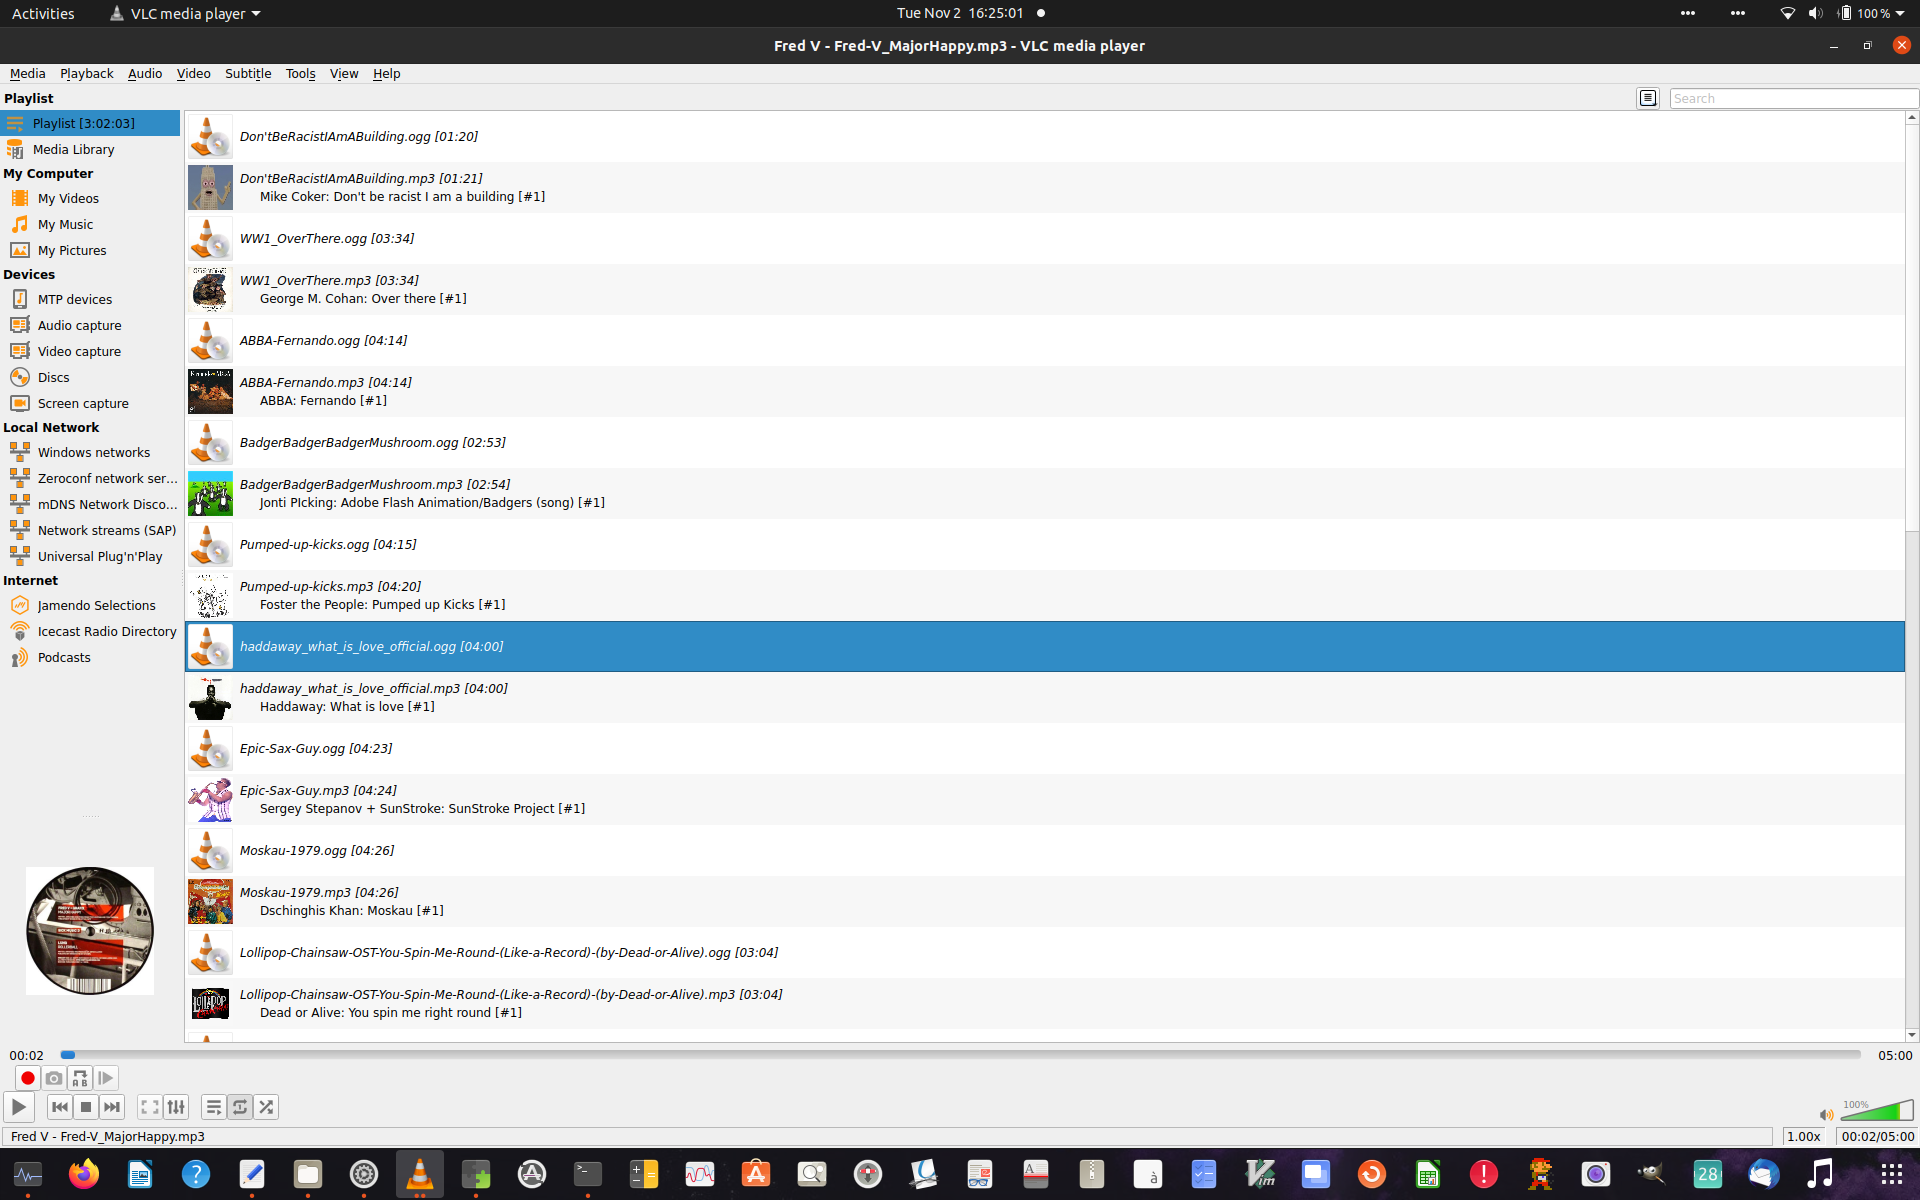 Activities VLC media player Tue Nov 2 16:25:01 100 %
Fred V - Fred-V_MajorHappy.mp3 - VLC media player
Media Playback Audio Video Subtitle Tools View Help
Playlist
Search
Playlist [3:02:03]
Media Library
My Computer
My Videos
My Music
My Pictures
Devices
MTP devices
Audio capture
Video capture
Discs
Screen capture
Local Network
Windows networks
Zeroconf network ser...
mDNS Network Disco...
Network streams (SAP)
Universal Plug'n'Play
Internet
Jamendo Selections
Icecast Radio Directory
Podcasts
Don'tBeRacistIAmABuilding.ogg [01:20]
Don'tBeRacistIAmABuilding.mp3 [01:21]
Mike Coker: Don't be racist I am a building [#1]
WW1_OverThere.ogg [03:34]
WW1_OverThere.mp3 [03:34]
George M. Cohan: Over there [#1]
ABBA-Fernando.ogg [04:14]
ABBA-Fernando.mp3 [04:14]
ABBA: Fernando [#1]
BadgerBadgerBadgerMushroom.ogg [02:53]
BadgerBadgerBadgerMushroom.mp3 [02:54]
Jonti PIcking: Adobe Flash Animation/Badgers (song) [#1]
Pumped-up-kicks.ogg [04:15]
Pumped-up-kicks.mp3 [04:20]
Foster the People: Pumped up Kicks [#1]
haddaway_what_is_love_official.ogg [04:00]
haddaway_what_is_love_official.mp3 [04:00]
Haddaway: What is love [#1]
Epic-Sax-Guy.ogg [04:23]
Epic-Sax-Guy.mp3 [04:24]
Sergey Stepanov + SunStroke: SunStroke Project [#1]
Moskau-1979.ogg [04:26]
Moskau-1979.mp3 [04:26]
Dschinghis Khan: Moskau [#1]
Lollipop-Chainsaw-OST-You-Spin-Me-Round-(Like-a-Record)-(by-Dead-or-Alive).ogg [03:04]
Lollipop-Chainsaw-OST-You-Spin-Me-Round-(Like-a-Record)-(by-Dead-or-Alive).mp3 [03:04]
Dead or Alive: You spin me right round [#1]
00:02 05:00
A B
100%
Fred V - Fred-V_MajorHappy.mp3 1.00x 00:02/05:00
28